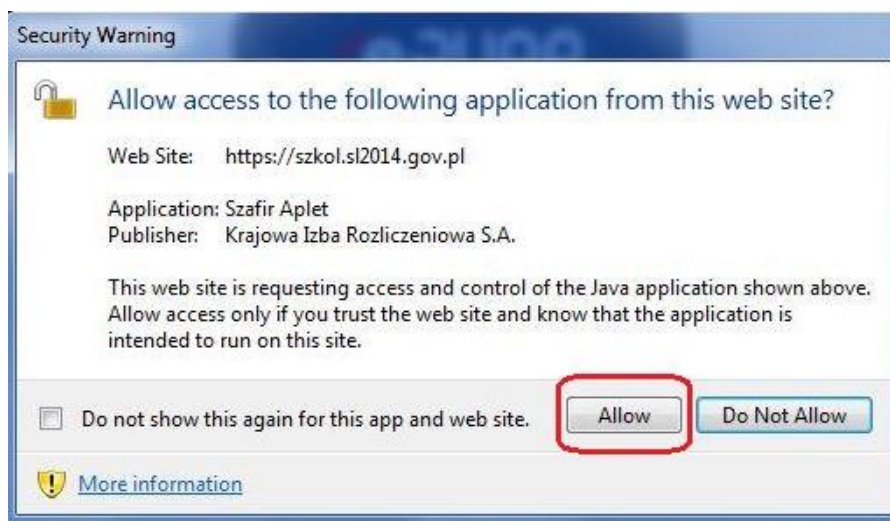 Security Warning
Allow access to the following application from this web site?
Web Site: https://szkol.sl2014.gov.pl
Application: Szafir Aplet
Publisher: Krajowa Izba Rozliczeniowa S.A.
This web site is requesting access and control of the Java application shown above.
Allow access only if you trust the web site and know that the application is
intended to run on this site.
Do not show this again for this app and web site.
Allow
Do Not Allow
More information